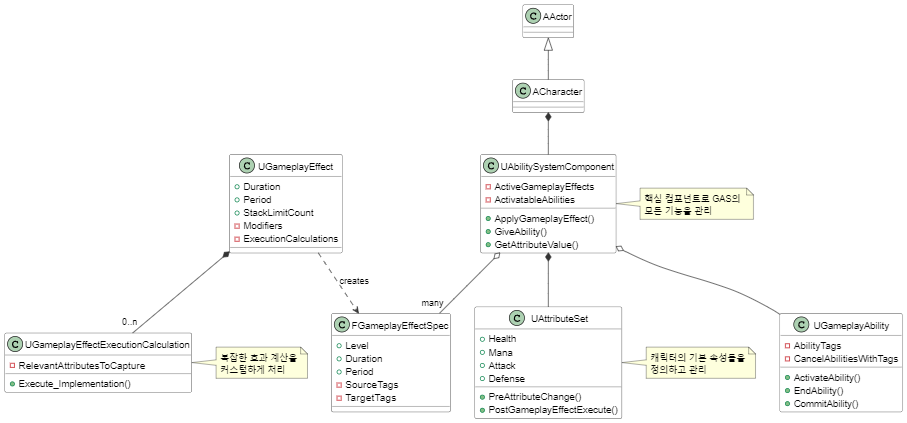 C AActor
C ACharacter
C UGameplayEffect
Duration
Period
StackLimitCount
Modifiers
ExecutionCalculations
C UAbilitySystemComponent
ActiveGameplayEffects
ActivatableAbilities
ApplyGameplayEffect()
GiveAbility()
GetAttributeValue()
핵심 컴포넌트로 GAS의
모든 기능을 관리
creates
many
0..n
C UGameplayEffectExecutionCalculation
RelevantAttributesToCapture
Execute_Implementation()
복잡한 효과 계산을
커스텀하게 처리
C FGameplayEffectSpec
Level
Duration
Period
SourceTags
TargetTags
C UAttributeSet
Health
Mana
Attack
Defense
PreAttributeChange()
PostGameplayEffectExecute()
캐릭터의 기본 속성들을
정의하고 관리
C UGameplayAbility
AbilityTags
CancelAbilitiesWithTags
ActivateAbility()
EndAbility()
CommitAbility()